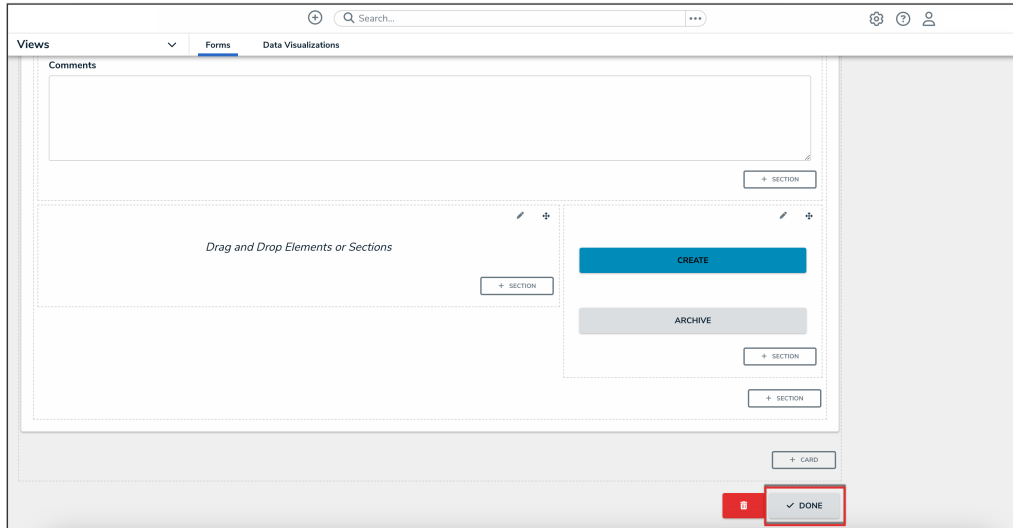 Search...
Views
Forms
Data Visualizations
Comments
+ SECTION
Drag and Drop Elements or Sections
+ SECTION
CREATE
ARCHIVE
+ SECTION
+ SECTION
+ CARD
DONE